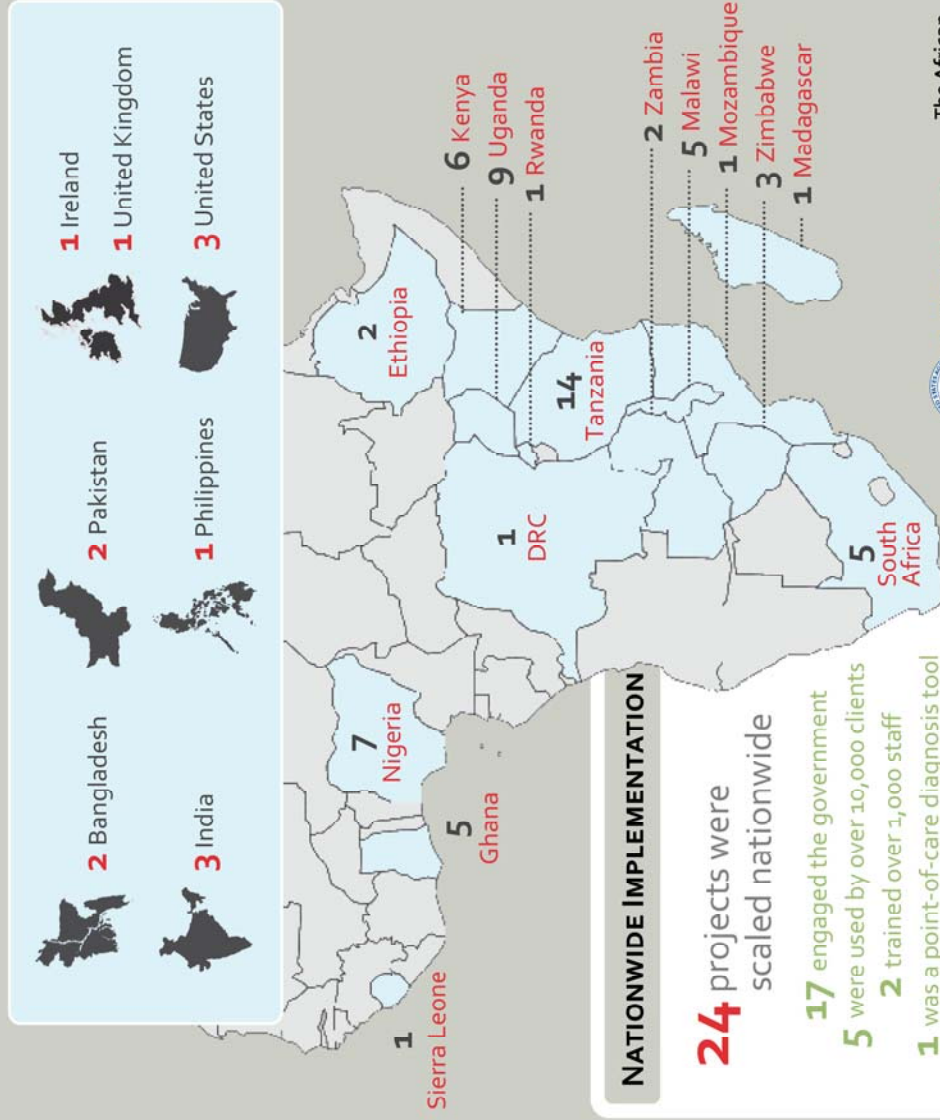 2 Bangladesh
2 Pakistan
1 Ireland
1 United Kingdom
3 India
1 Philippines
3 United States
2
Ethiopia
6 Kenya
9 Uganda
1 Rwanda
7
Nigeria
14
Tanzania
5
Ghana
1
Sierra Leone
1
DRC
2 Zambia
5 Malawi
1 Mozambique
3 Zimbabwe
1 Madagascar
5
South
Africa
NATIONWIDE IMPLEMENTATION
24 projects were
scaled nationwide
17 engaged the government
5 were used by over 10,000 clients
2 trained over 1,000 staff
1 was a point-of-care diagnosis tool